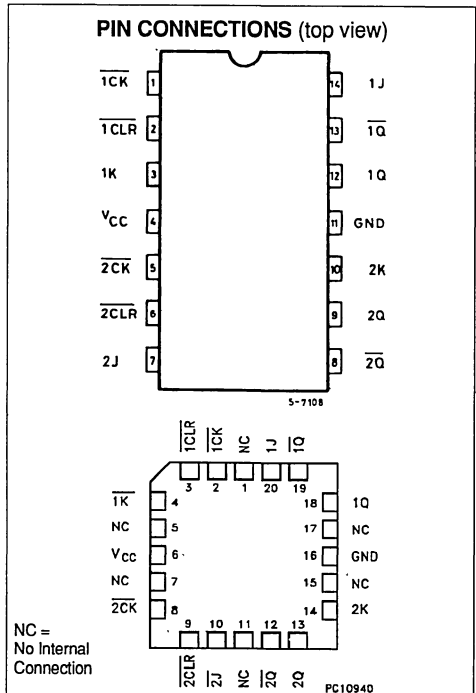 PIN CONNECTIONS (top view)
1CK 1 14 1J
1CLR 2 13 1Q
1K 3 12 1Q
VCC 4 11 GND
2CK 5 10 2K
2CLR 6 9 2Q
2J 7 8 2Q
5-7108
1CLR 1CK NC 1J 1Q
3 2 1 20 19
1K 4 18 1Q
NC 5 17 NC
VCC 6 16 GND
NC 7 15 NC
2CK 8 14 2K
9 10 11 12 13
2CLR 2J NC 2Q 2Q
NC =
No Internal
Connection
PC10940